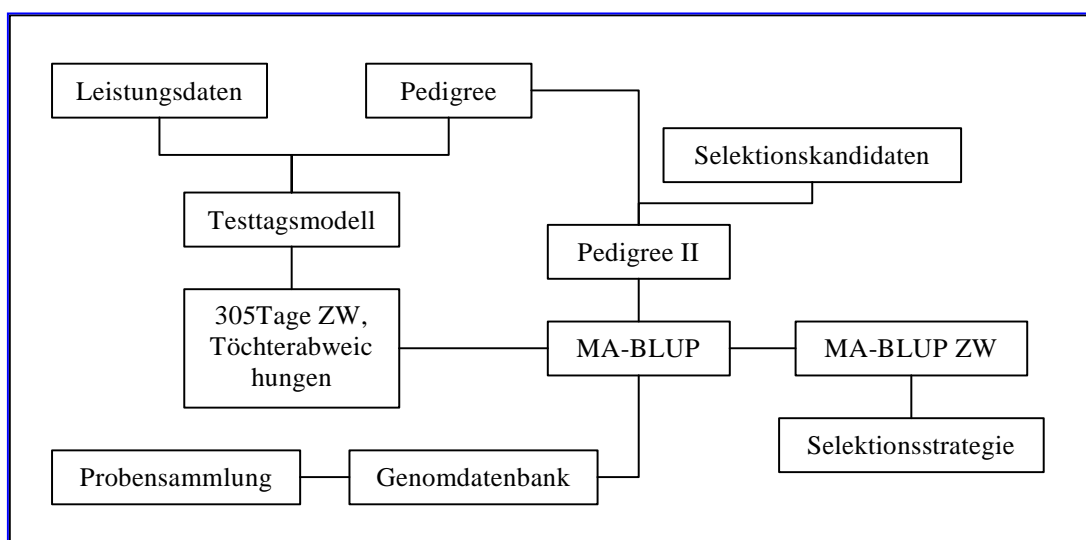 Leistungsdaten
Pedigree
Selektionskandidaten
Testtagsmodell
Pedigree II
305Tage ZW,
Töchterabweic
hungen
MA-BLUP
MA-BLUP ZW
Selektionsstrategie
Probensammlung
Genomdatenbank